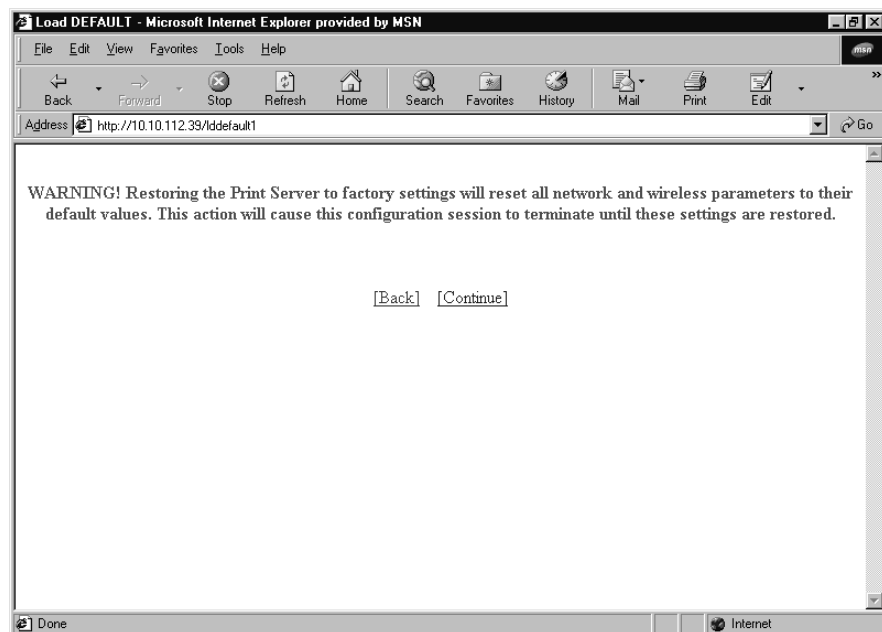 Load DEFAULT - Microsoft Internet Explorer provided by MSN
File Edit View Favorites Tools Help
msn
Back Forward Stop Refresh Home Search Favorites History Mail Print Edit »
Address http://10.10.112.39/lddefault1 Go
WARNING! Restoring the Print Server to factory settings will reset all network and wireless parameters to their
default values. This action will cause this configuration session to terminate until these settings are restored.
[Back] [Continue]
Done Internet